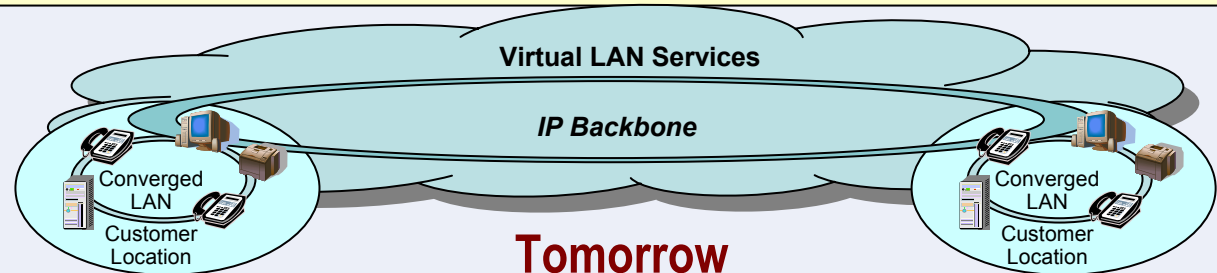 Virtual LAN Services
IP Backbone
Converged
LAN
Customer
Location
Converged
LAN
Customer
Location
Tomorrow